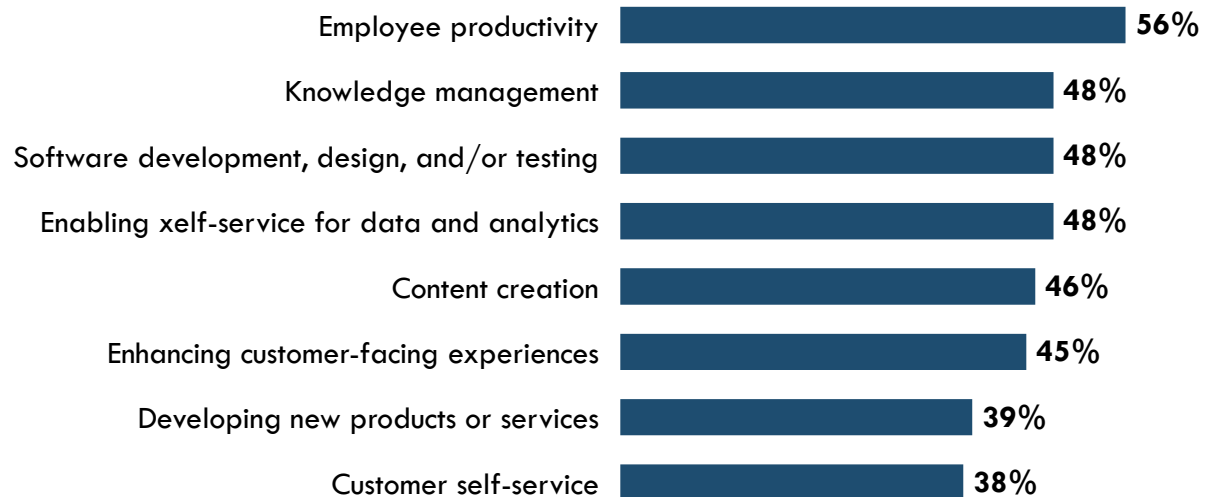 Employee productivity 56%
Knowledge management 48%
Software development, design, and/or testing 48%
Enabling xelf-service for data and analytics 48%
Content creation 46%
Enhancing customer-facing experiences 45%
Developing new products or services 39%
Customer self-service 38%